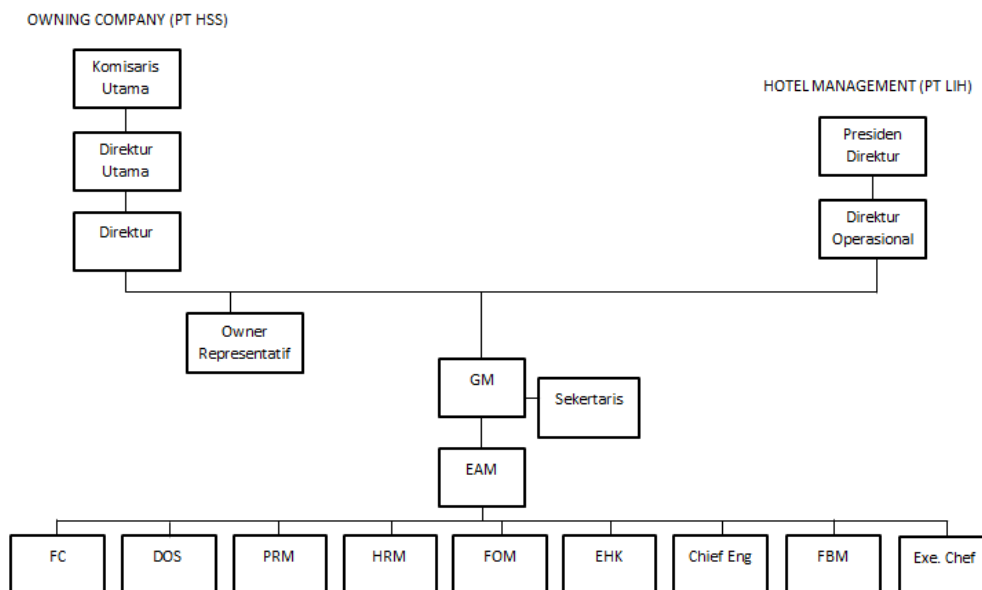 OWNING COMPANY (PT HSS)
Komisaris
Utama
HOTEL MANAGEMENT (PT LIH)
Direktur
Utama
Presiden
Direktur
Direktur
Direktur
Operasional
Owner
Representatif
GM
Sekertaris
EAM
FC
DOS
PRM
HRM
FOM
EHK
Chief Eng
FBM
Exe. Chef